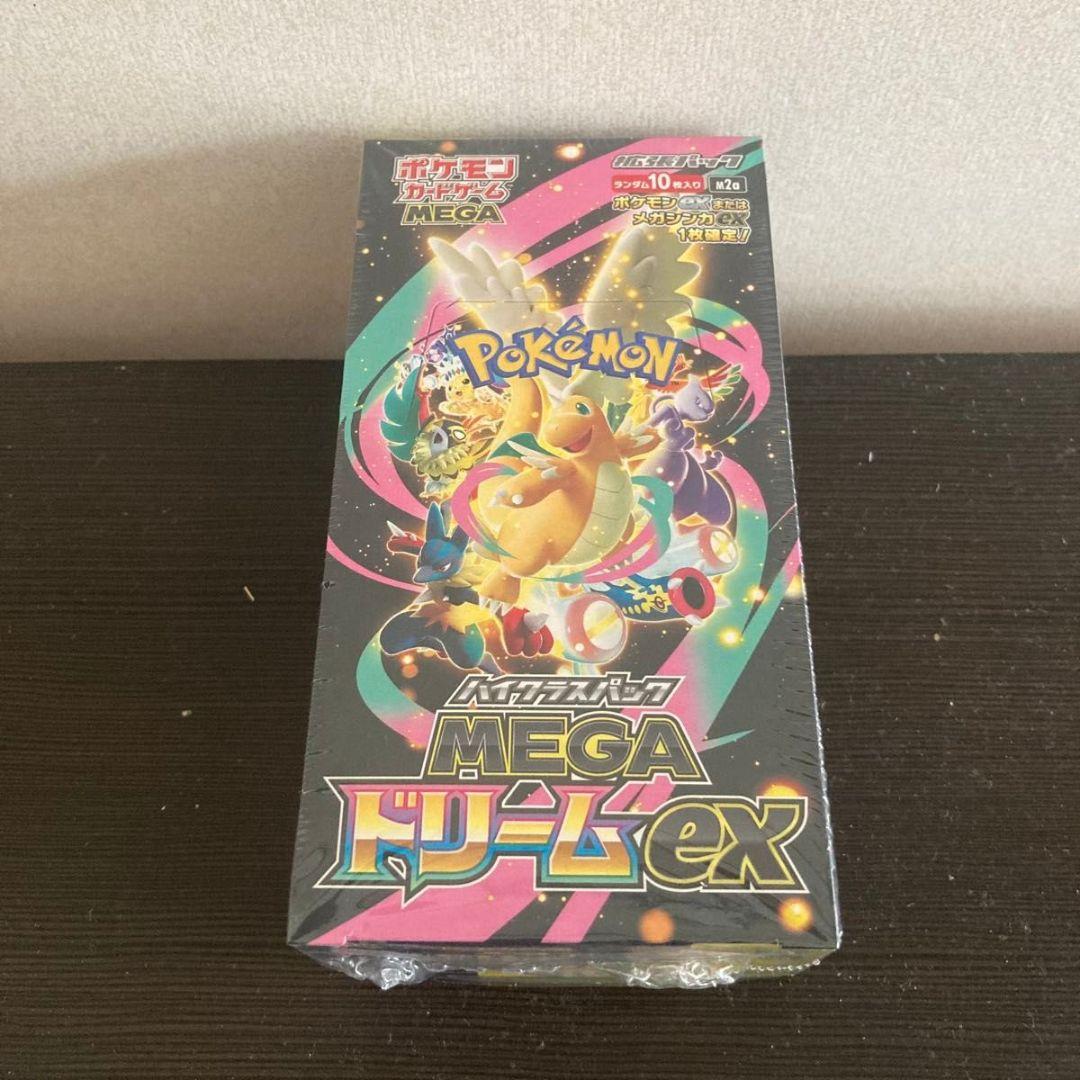 ポケモン
カードゲーム
MEGA
拡張パック
ランダム10枚入り M2a
ポケモンexまたは
メガシンカex
1枚確定!
POKéMON
ハイクラスパック
MEGA
ドリームex